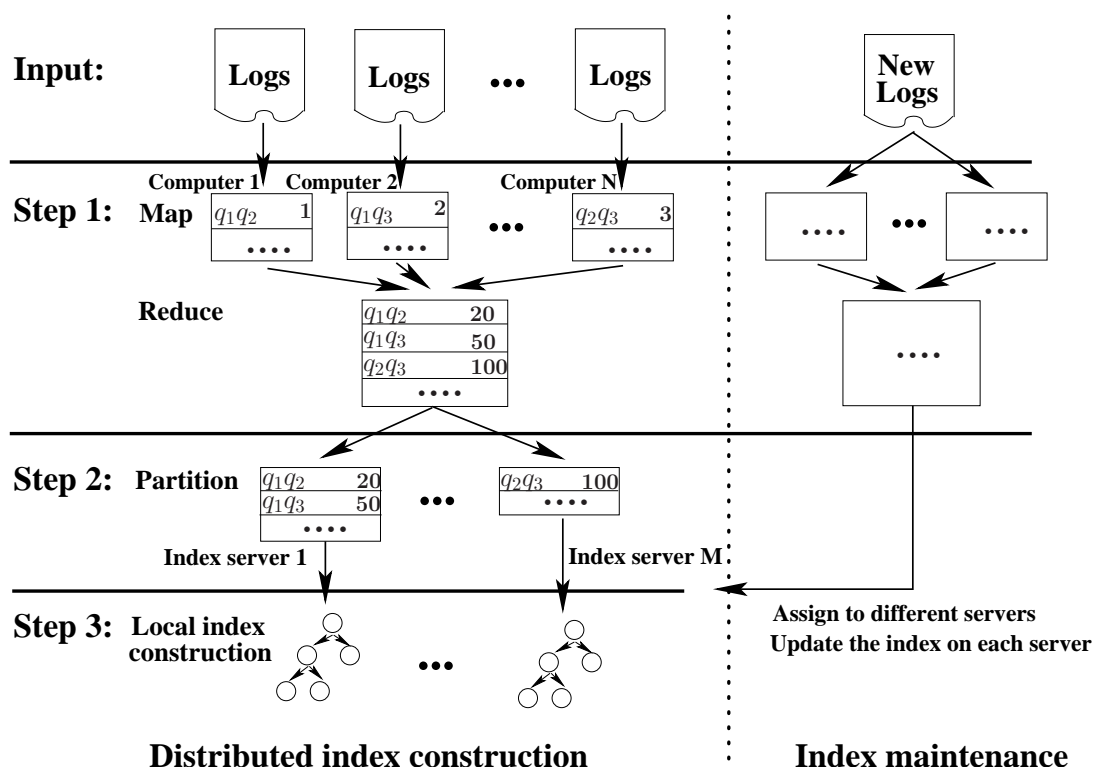 Input:
Logs
Logs
•••
Logs
New
Logs
Computer 1
Computer 2
Computer N
Step 1:
Map
q₁q₂ 1
••••
q₁q₃ 2
••••
•••
q₂q₃ 3
••••
••••
•••
••••
Reduce
q₁q₂ 20
q₁q₃ 50
q₂q₃ 100
••••
••••
Step 2:
Partition
q₁q₂ 20
q₁q₃ 50
••••
•••
q₂q₃ 100
••••
Index server 1
Index server M
Step 3:
Local index
construction
•••
Assign to different servers
Update the index on each server
Distributed index construction
Index maintenance